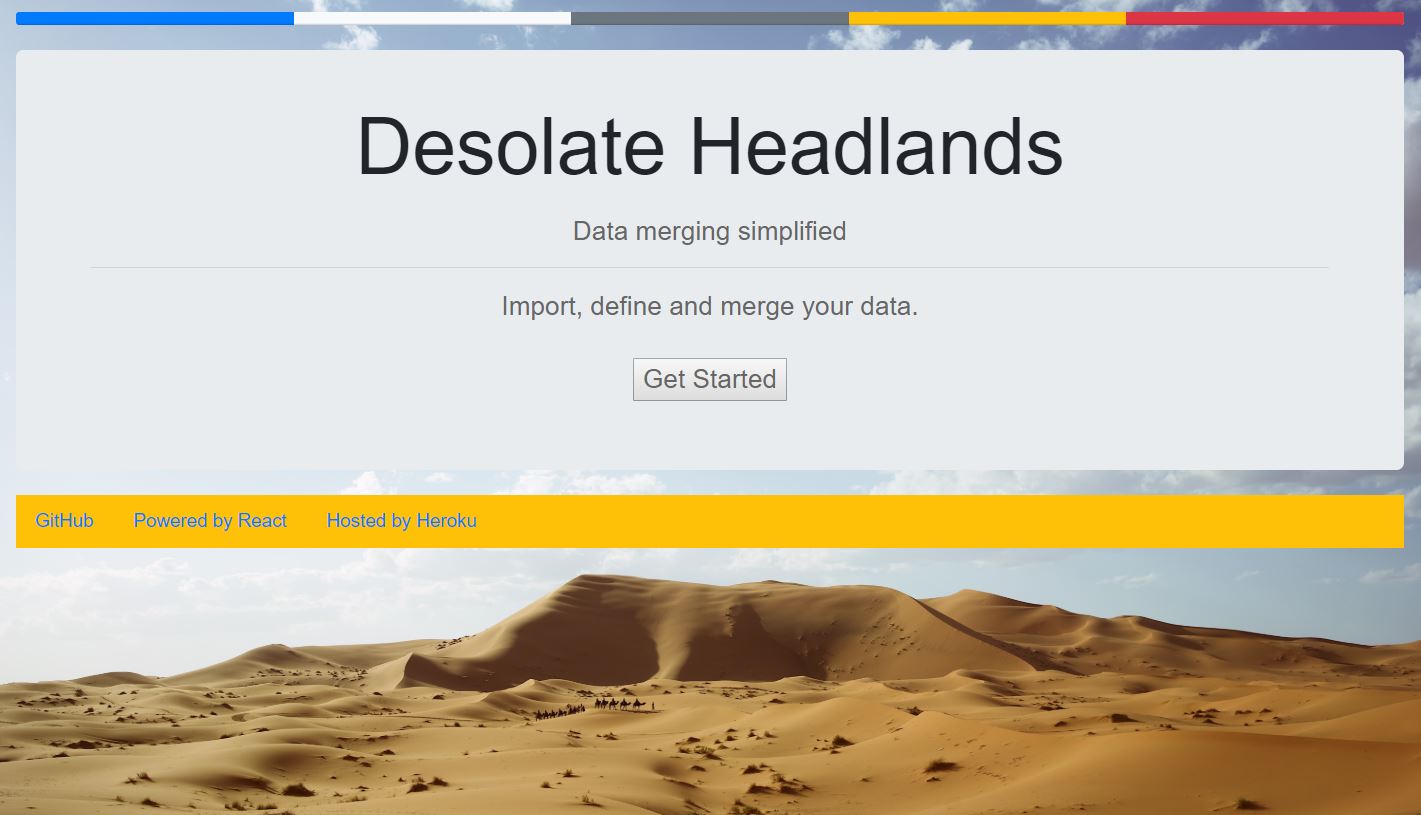 Desolate Headlands
Data merging simplified
Import, define and merge your data.
Get Started
GitHub Powered by React Hosted by Heroku